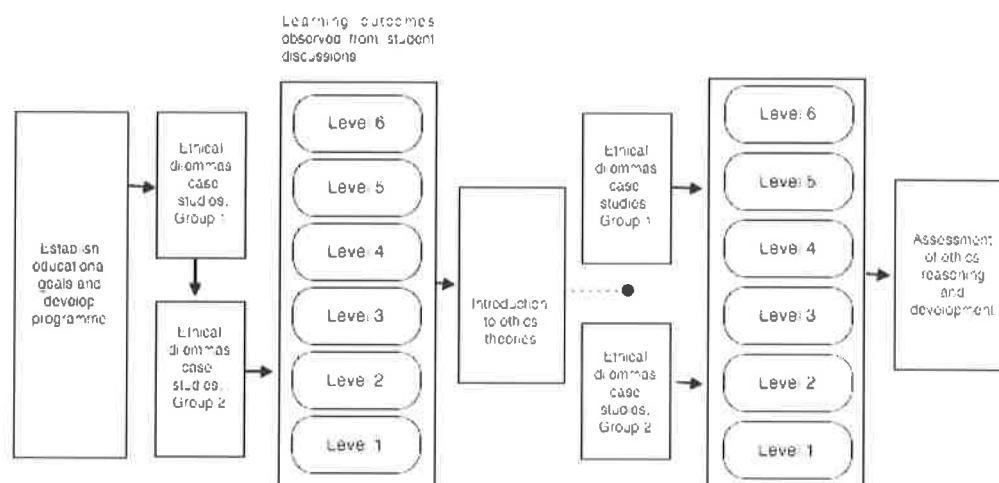 Learning outcomes
observed from student
discussions
Establish
educational
goals and
develop
programme
Ethical
dilemmas
case
studies,
Group 1
Ethical
dilemmas
case
studies,
Group 2
Level 6
Level 5
Level 4
Level 3
Level 2
Level 1
Introduction
to ethics
theories
Ethical
dilemmas
case
studies
Group 1
Ethical
dilemmas
case
studies,
Group 2
Level 6
Level 5
Level 4
Level 3
Level 2
Level 1
Assessment
of ethics
reasoning
and
development